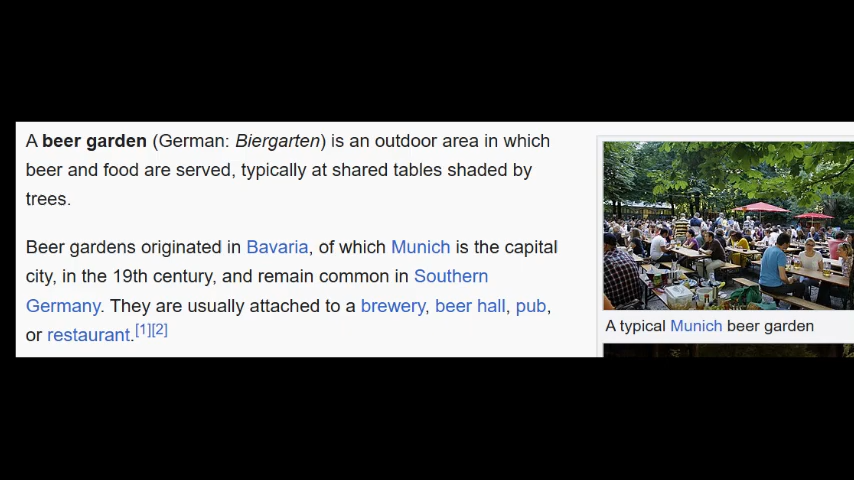 A beer garden (German: Biergarten) is an outdoor area in which
beer and food are served, typically at shared tables shaded by
trees.
Beer gardens originated in Bavaria, of which Munich is the capital
city, in the 19th century, and remain common in Southern
Germany. They are usually attached to a brewery, beer hall, pub,
or restaurant.[1][2]
A typical Munich beer garden